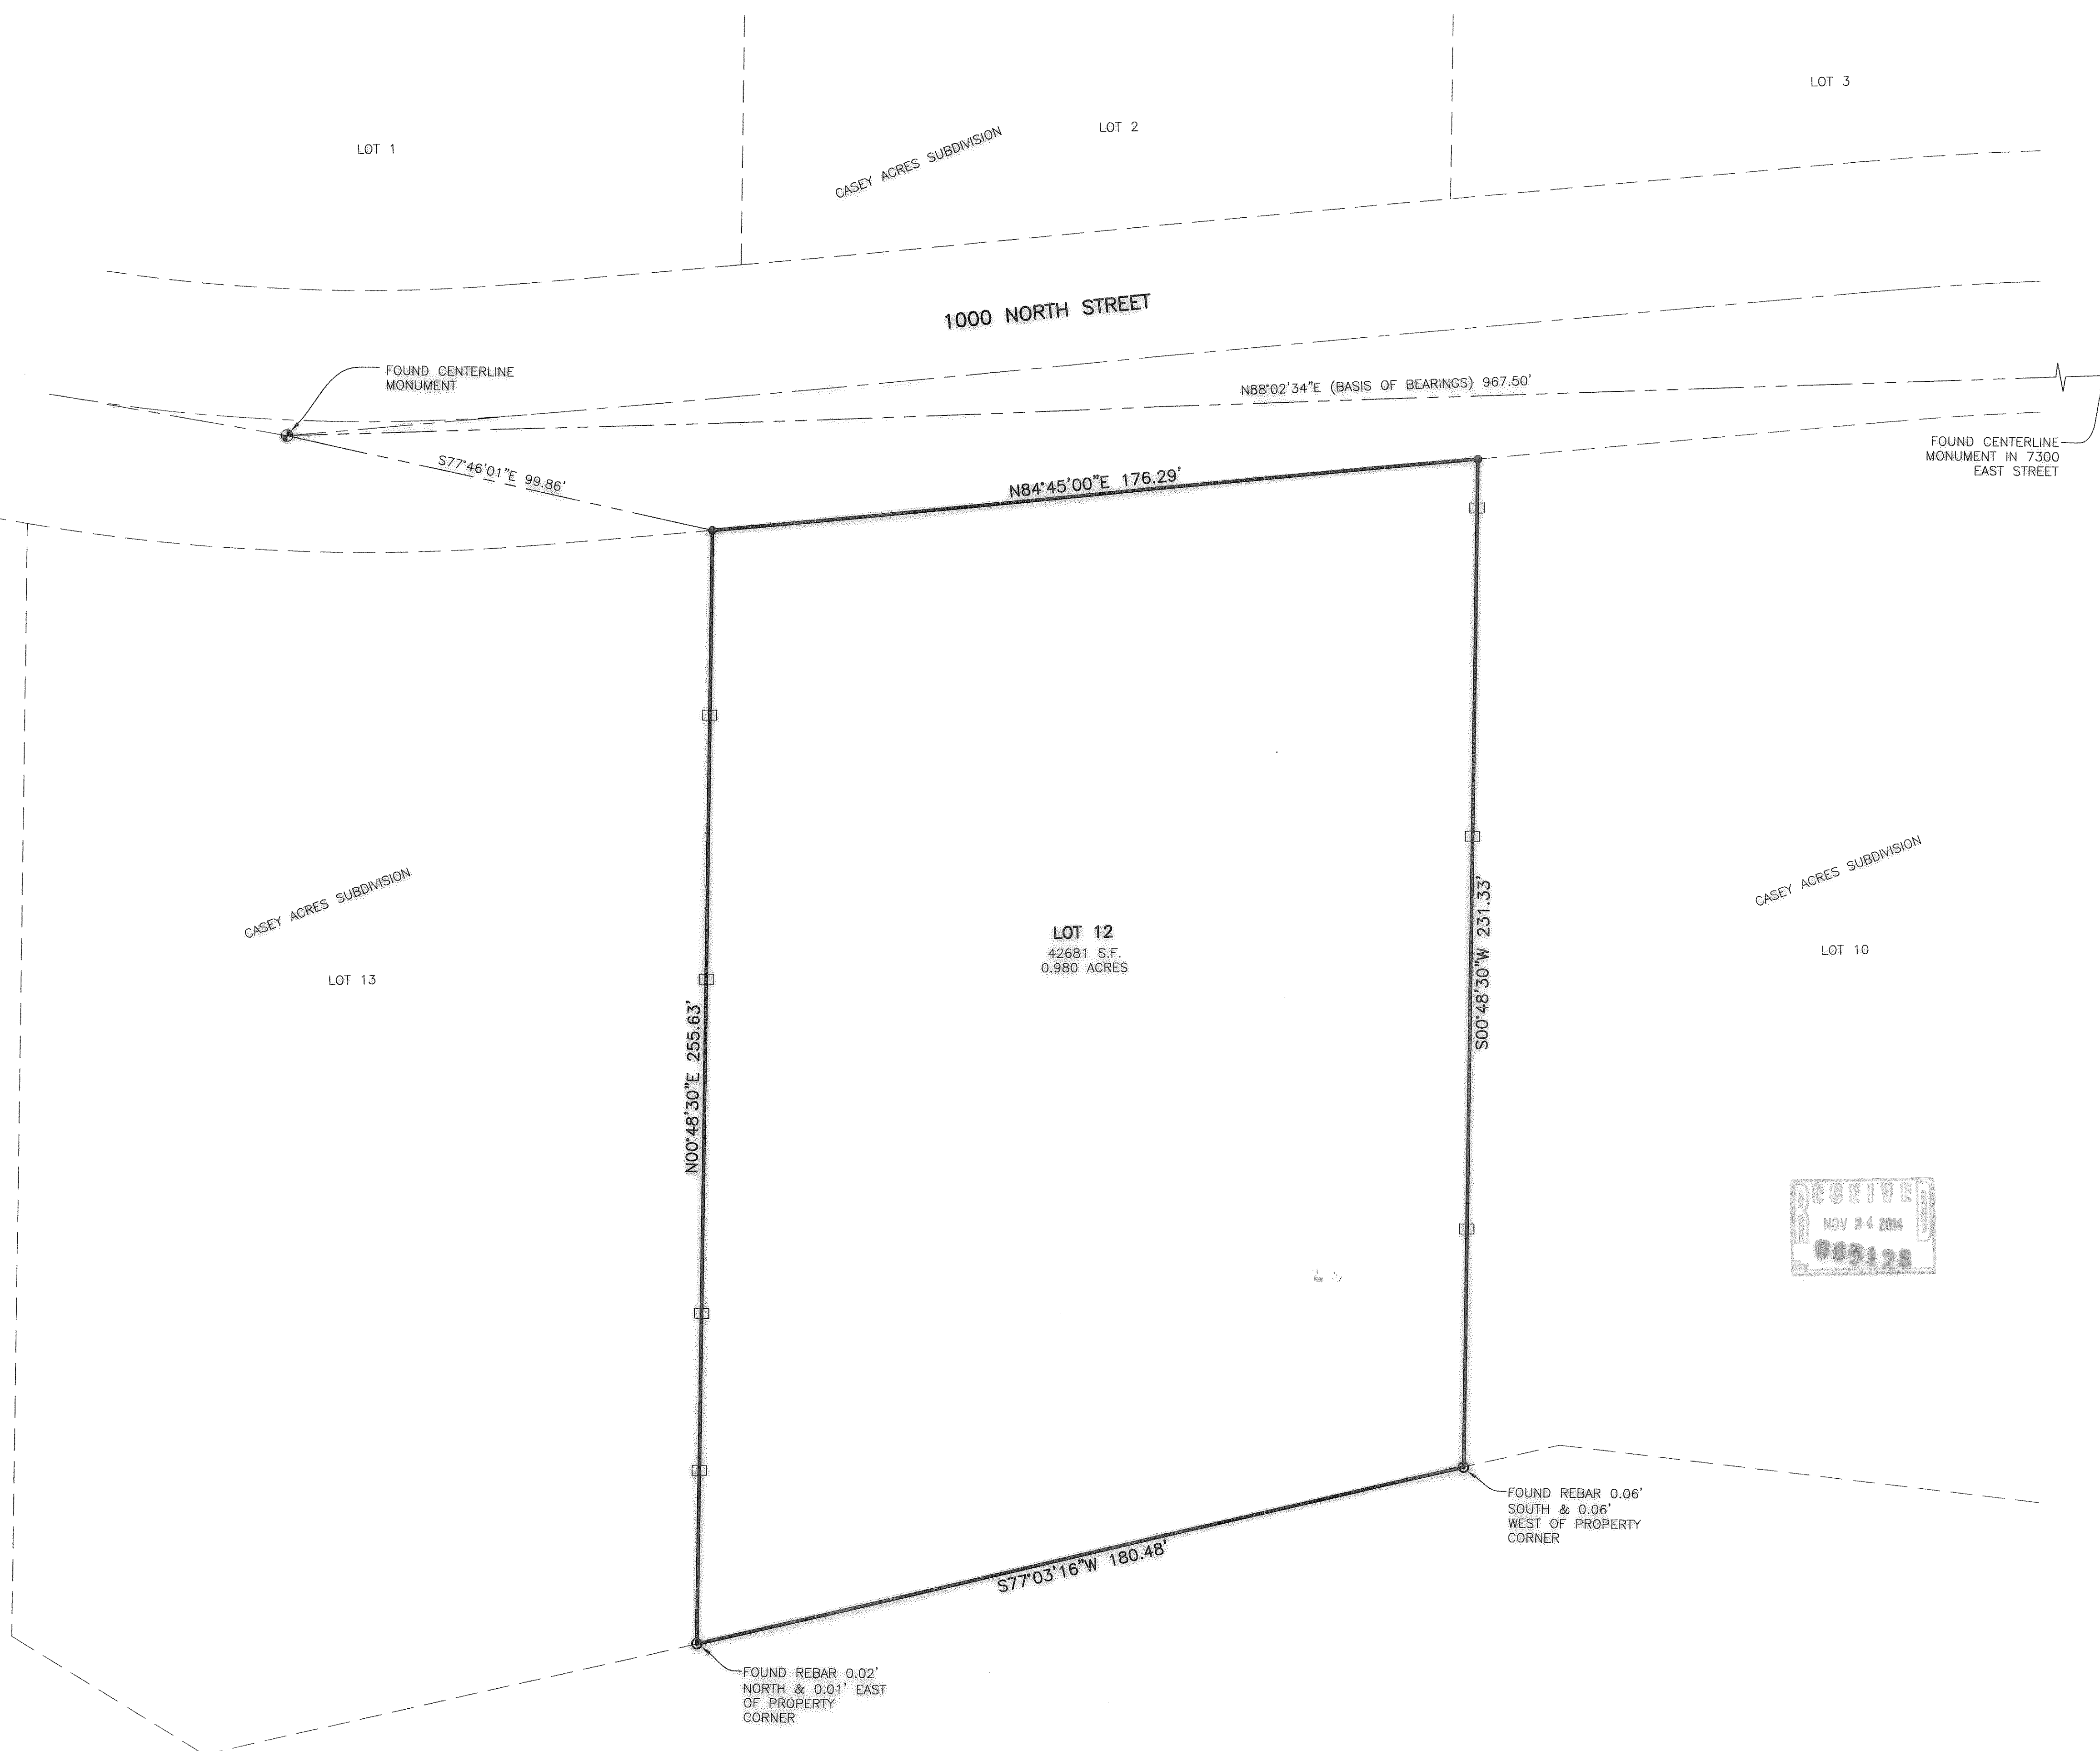 LOT 3
LOT 2
LOT 1
CASEY ACRES SUBDIVISION
1000 NORTH STREET
FOUND CENTERLINE
MONUMENT
N88°02'34"E (BASIS OF BEARINGS) 967.50'
FOUND CENTERLINE
MONUMENT IN 7300
EAST STREET
S77°46'01"E 99.86'
N84°45'00"E 176.29'
CASEY ACRES SUBDIVISION
LOT 13
N00°48'30"E 255.63'
LOT 12
42681 S.F.
0.980 ACRES
S00°48'30"W 231.33'
CASEY ACRES SUBDIVISION
LOT 10
RECEIVED
NOV 24 2014
By 005128
FOUND REBAR 0.06'
SOUTH & 0.06'
WEST OF PROPERTY
CORNER
S77°03'16"W 180.48'
FOUND REBAR 0.02'
NORTH & 0.01' EAST
OF PROPERTY
CORNER